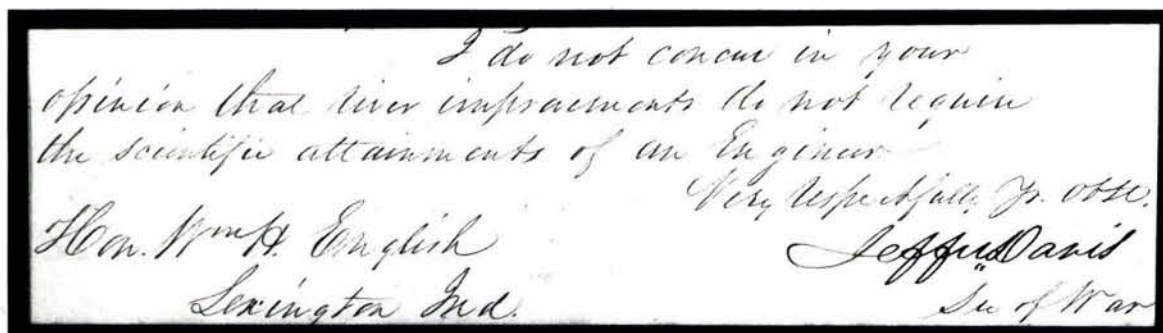 I do not concur in your
opinion that river improvements do not require
the scientific attainments of an Engineer
Very respectfully Yr. obt
Hon. Wm H. English
Jeffn Davis
Lexington Ind.
Sec of War